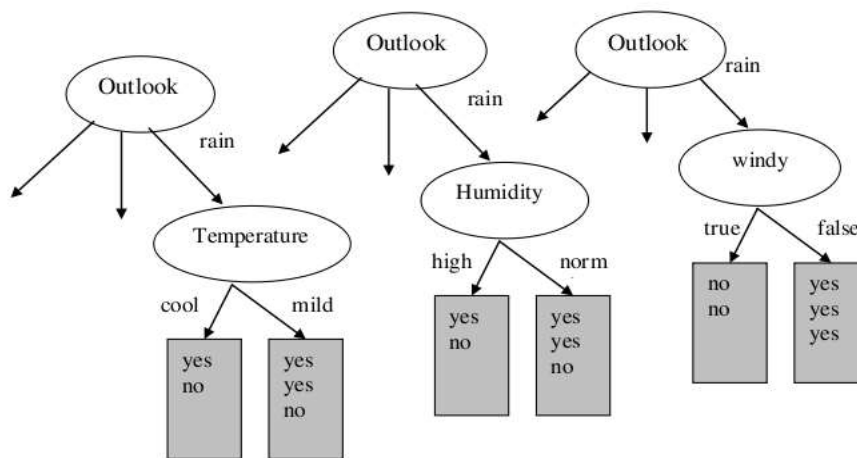 Outlook
rain
Temperature
cool
mild
yes
no
yes
yes
no
Outlook
rain
Humidity
high
norm
yes
no
yes
yes
no
Outlook
rain
windy
true
false
no
no
yes
yes
yes